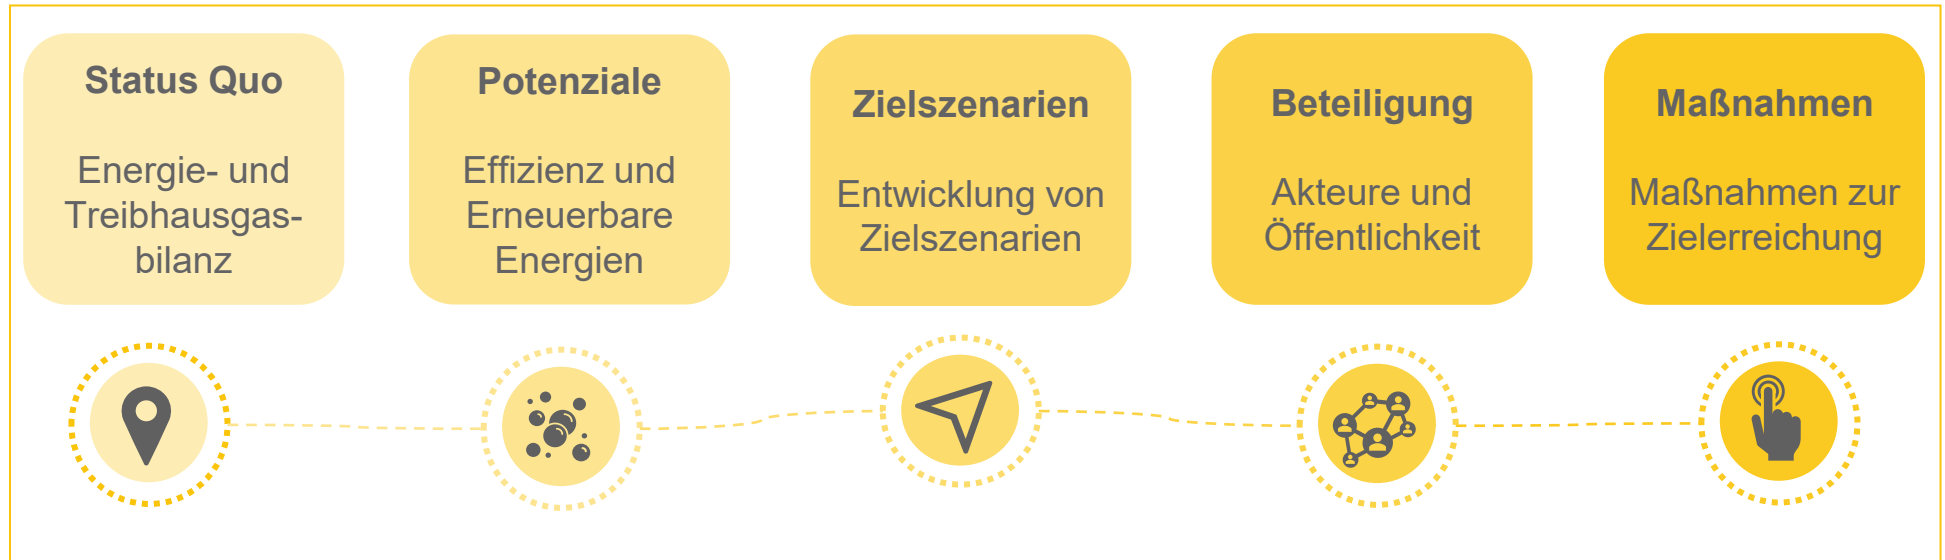 Status Quo
Energie- und
Treibhausgas-
bilanz
Potenziale
Effizienz und
Erneuerbare
Energien
Zielszenarien
Entwicklung von
Zielszenarien
Beteiligung
Akteure und
Öffentlichkeit
Maßnahmen
Maßnahmen zur
Zielerreichung